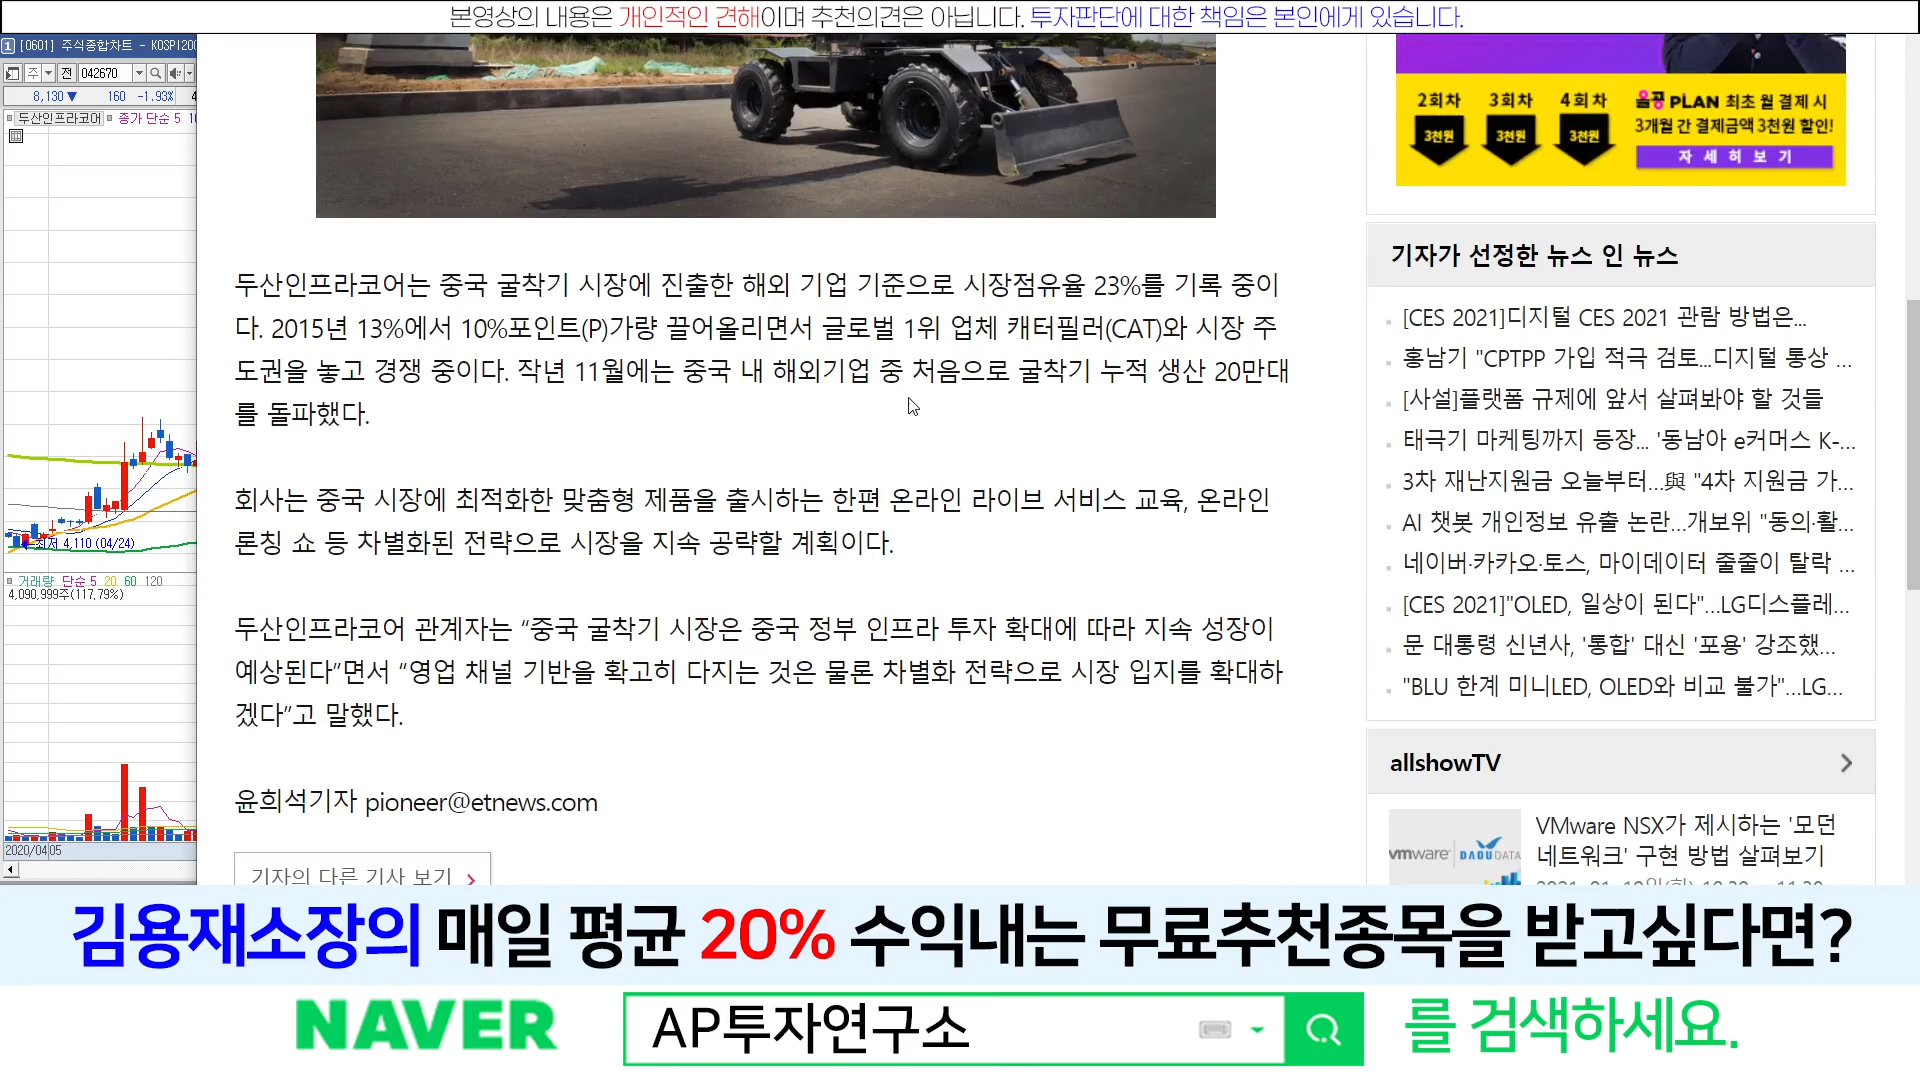 본영상의 내용은 개인적인 견해이며 추천의견은 아닙니다. 투자판단에 대한 책임은 본인에게 있습니다.
1 [0601] 주식종합차트 - KOSPI200
주 전 042670
8,130▼ 160 -1.93% 4
두산인프라코어 종가 단순 5 10
최저 4,110 (04/24)
거래량 단순 5 20 60 120
4,090,999주(117,79%)
2020/04 05
두산인프라코어는 중국 굴착기 시장에 진출한 해외 기업 기준으로 시장점유율 23%를 기록 중이
다. 2015년 13%에서 10%포인트(P)가량 끌어올리면서 글로벌 1위 업체 캐터필러(CAT)와 시장 주
도권을 놓고 경쟁 중이다. 작년 11월에는 중국 내 해외기업 중 처음으로 굴착기 누적 생산 20만대
를 돌파했다.
회사는 중국 시장에 최적화한 맞춤형 제품을 출시하는 한편 온라인 라이브 서비스 교육, 온라인
론칭 쇼 등 차별화된 전략으로 시장을 지속 공략할 계획이다.
두산인프라코어 관계자는 “중국 굴착기 시장은 중국 정부 인프라 투자 확대에 따라 지속 성장이
예상된다”면서 “영업 채널 기반을 확고히 다지는 것은 물론 차별화 전략으로 시장 입지를 확대하
겠다”고 말했다.
윤희석기자 pioneer@etnews.com
기자의 다른 기사 보기
2회차 3회차 4회차
3천원 3천원 3천원
올꿍 PLAN 최초 월 결제 시
3개월 간 결제금액 3천원 할인!
자세히보기
기자가 선정한 뉴스 인 뉴스
[CES 2021]디지털 CES 2021 관람 방법은...
홍남기 "CPTPP 가입 적극 검토...디지털 통상 ...
[사설]플랫폼 규제에 앞서 살펴봐야 할 것들
태극기 마케팅까지 등장... '동남아 e커머스 K-...
3차 재난지원금 오늘부터...與 "4차 지원금 가...
AI 챗봇 개인정보 유출 논란...개보위 "동의·활...
네이버·카카오·토스, 마이데이터 줄줄이 탈락 ...
[CES 2021]"OLED, 일상이 된다"...LG디스플레...
문 대통령 신년사, '통합' 대신 '포용' 강조했...
"BLU 한계 미니LED, OLED와 비교 불가"...LG...
allshowTV
vmware DAOU DATA
VMware NSX가 제시하는 '모던
네트워크' 구현 방법 살펴보기
김용재소장의 매일 평균 20% 수익내는 무료추천종목을 받고싶다면?
NAVER AP투자연구소 를 검색하세요.